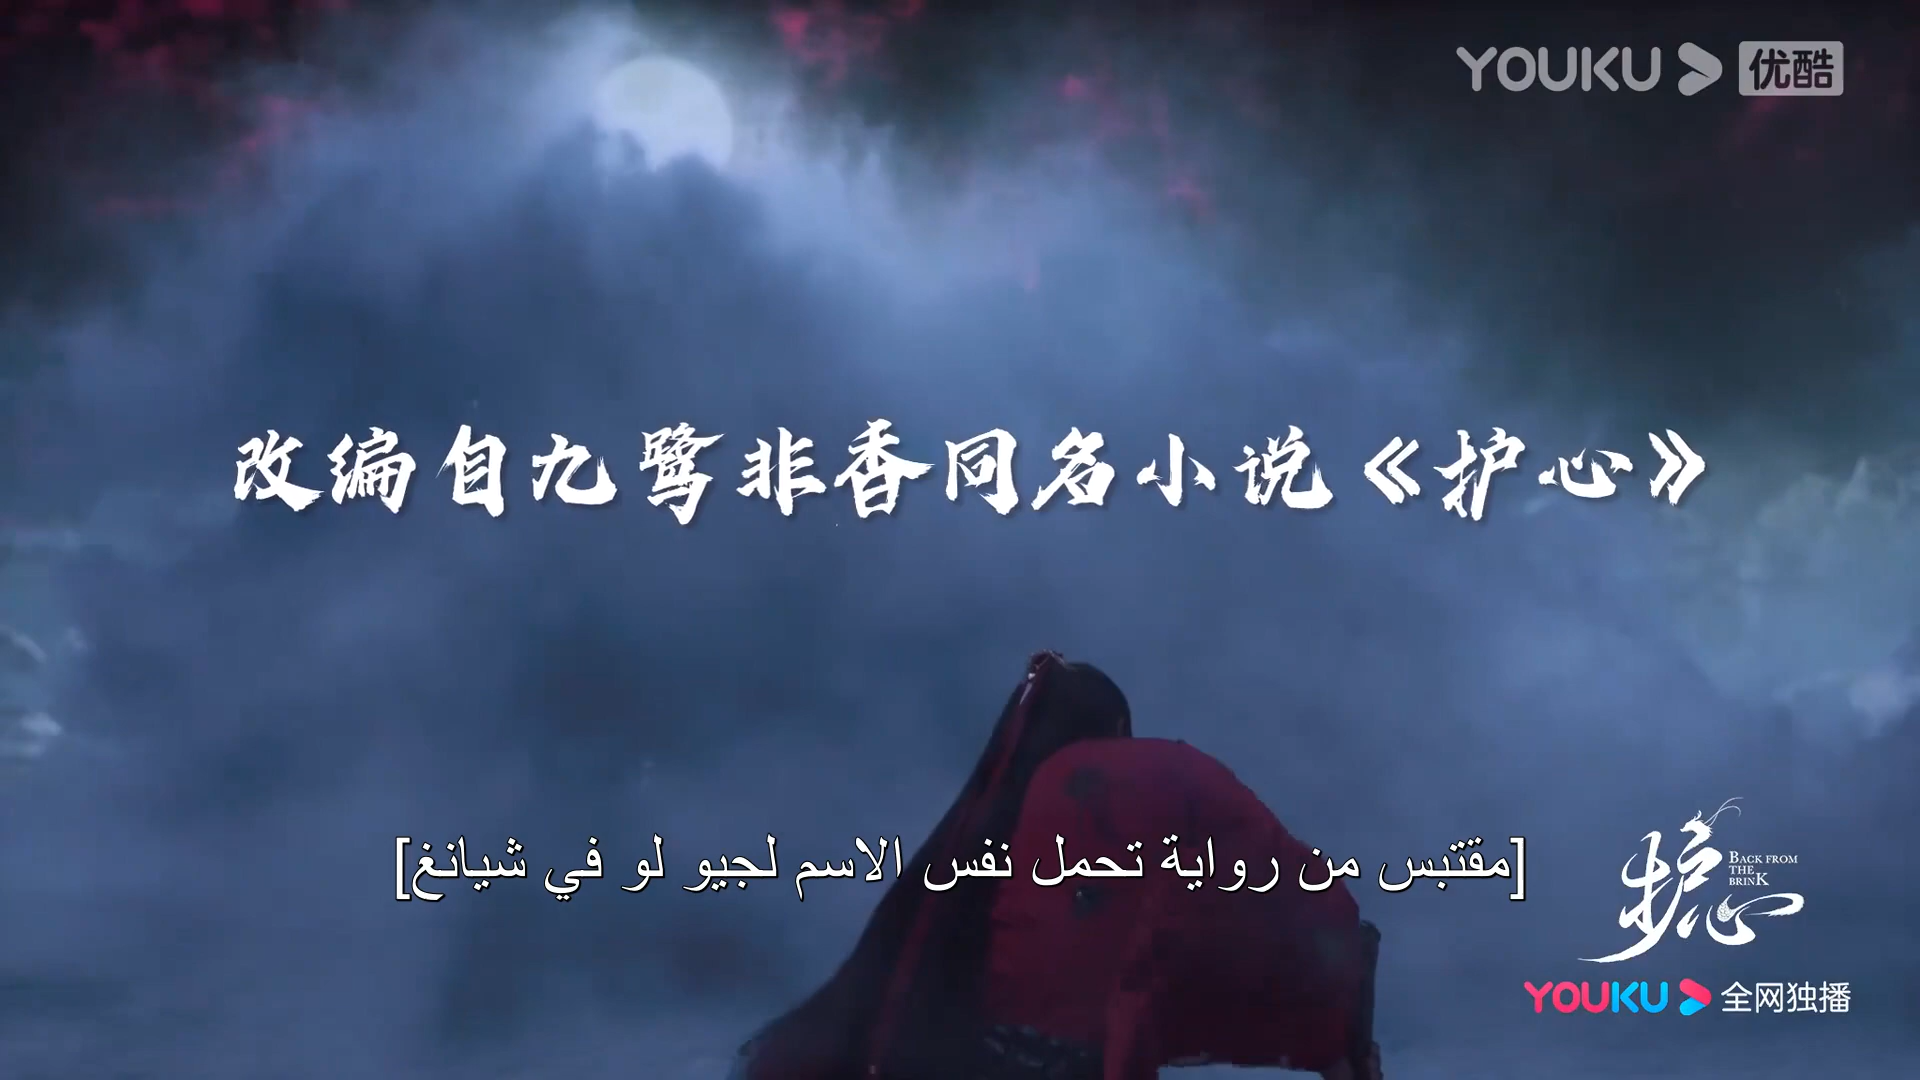 YOUKU 优酷
改编自九鹭非香同名小说《护心》
[مقتبس من رواية تحمل نفس الاسم لجيو لو في شيانغ]
护心
BACK FROM
THE
BRINK
YOUKU 全网独播